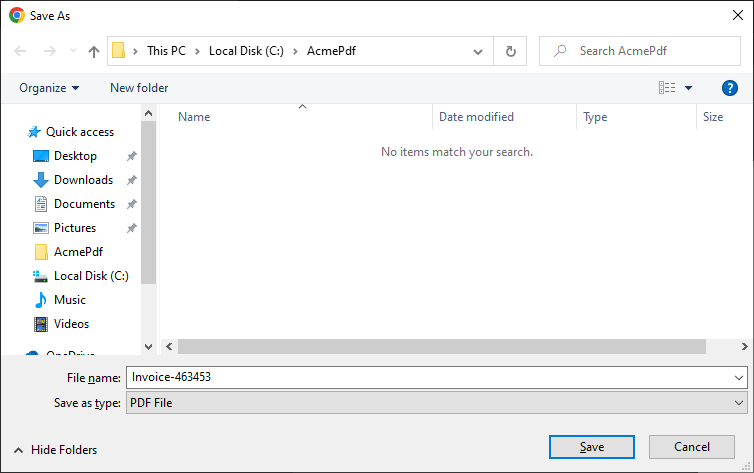 Save As
This PC > Local Disk (C:) > AcmePdf
Search AcmePdf
Organize
New folder
?
Name
Date modified
Type
Size
No items match your search.
Quick access
Desktop
Downloads
Documents
Pictures
AcmePdf
Local Disk (C:)
Music
Videos
OneDrive
File name: Invoice-463453
Save as type: PDF File
Hide Folders
Save
Cancel